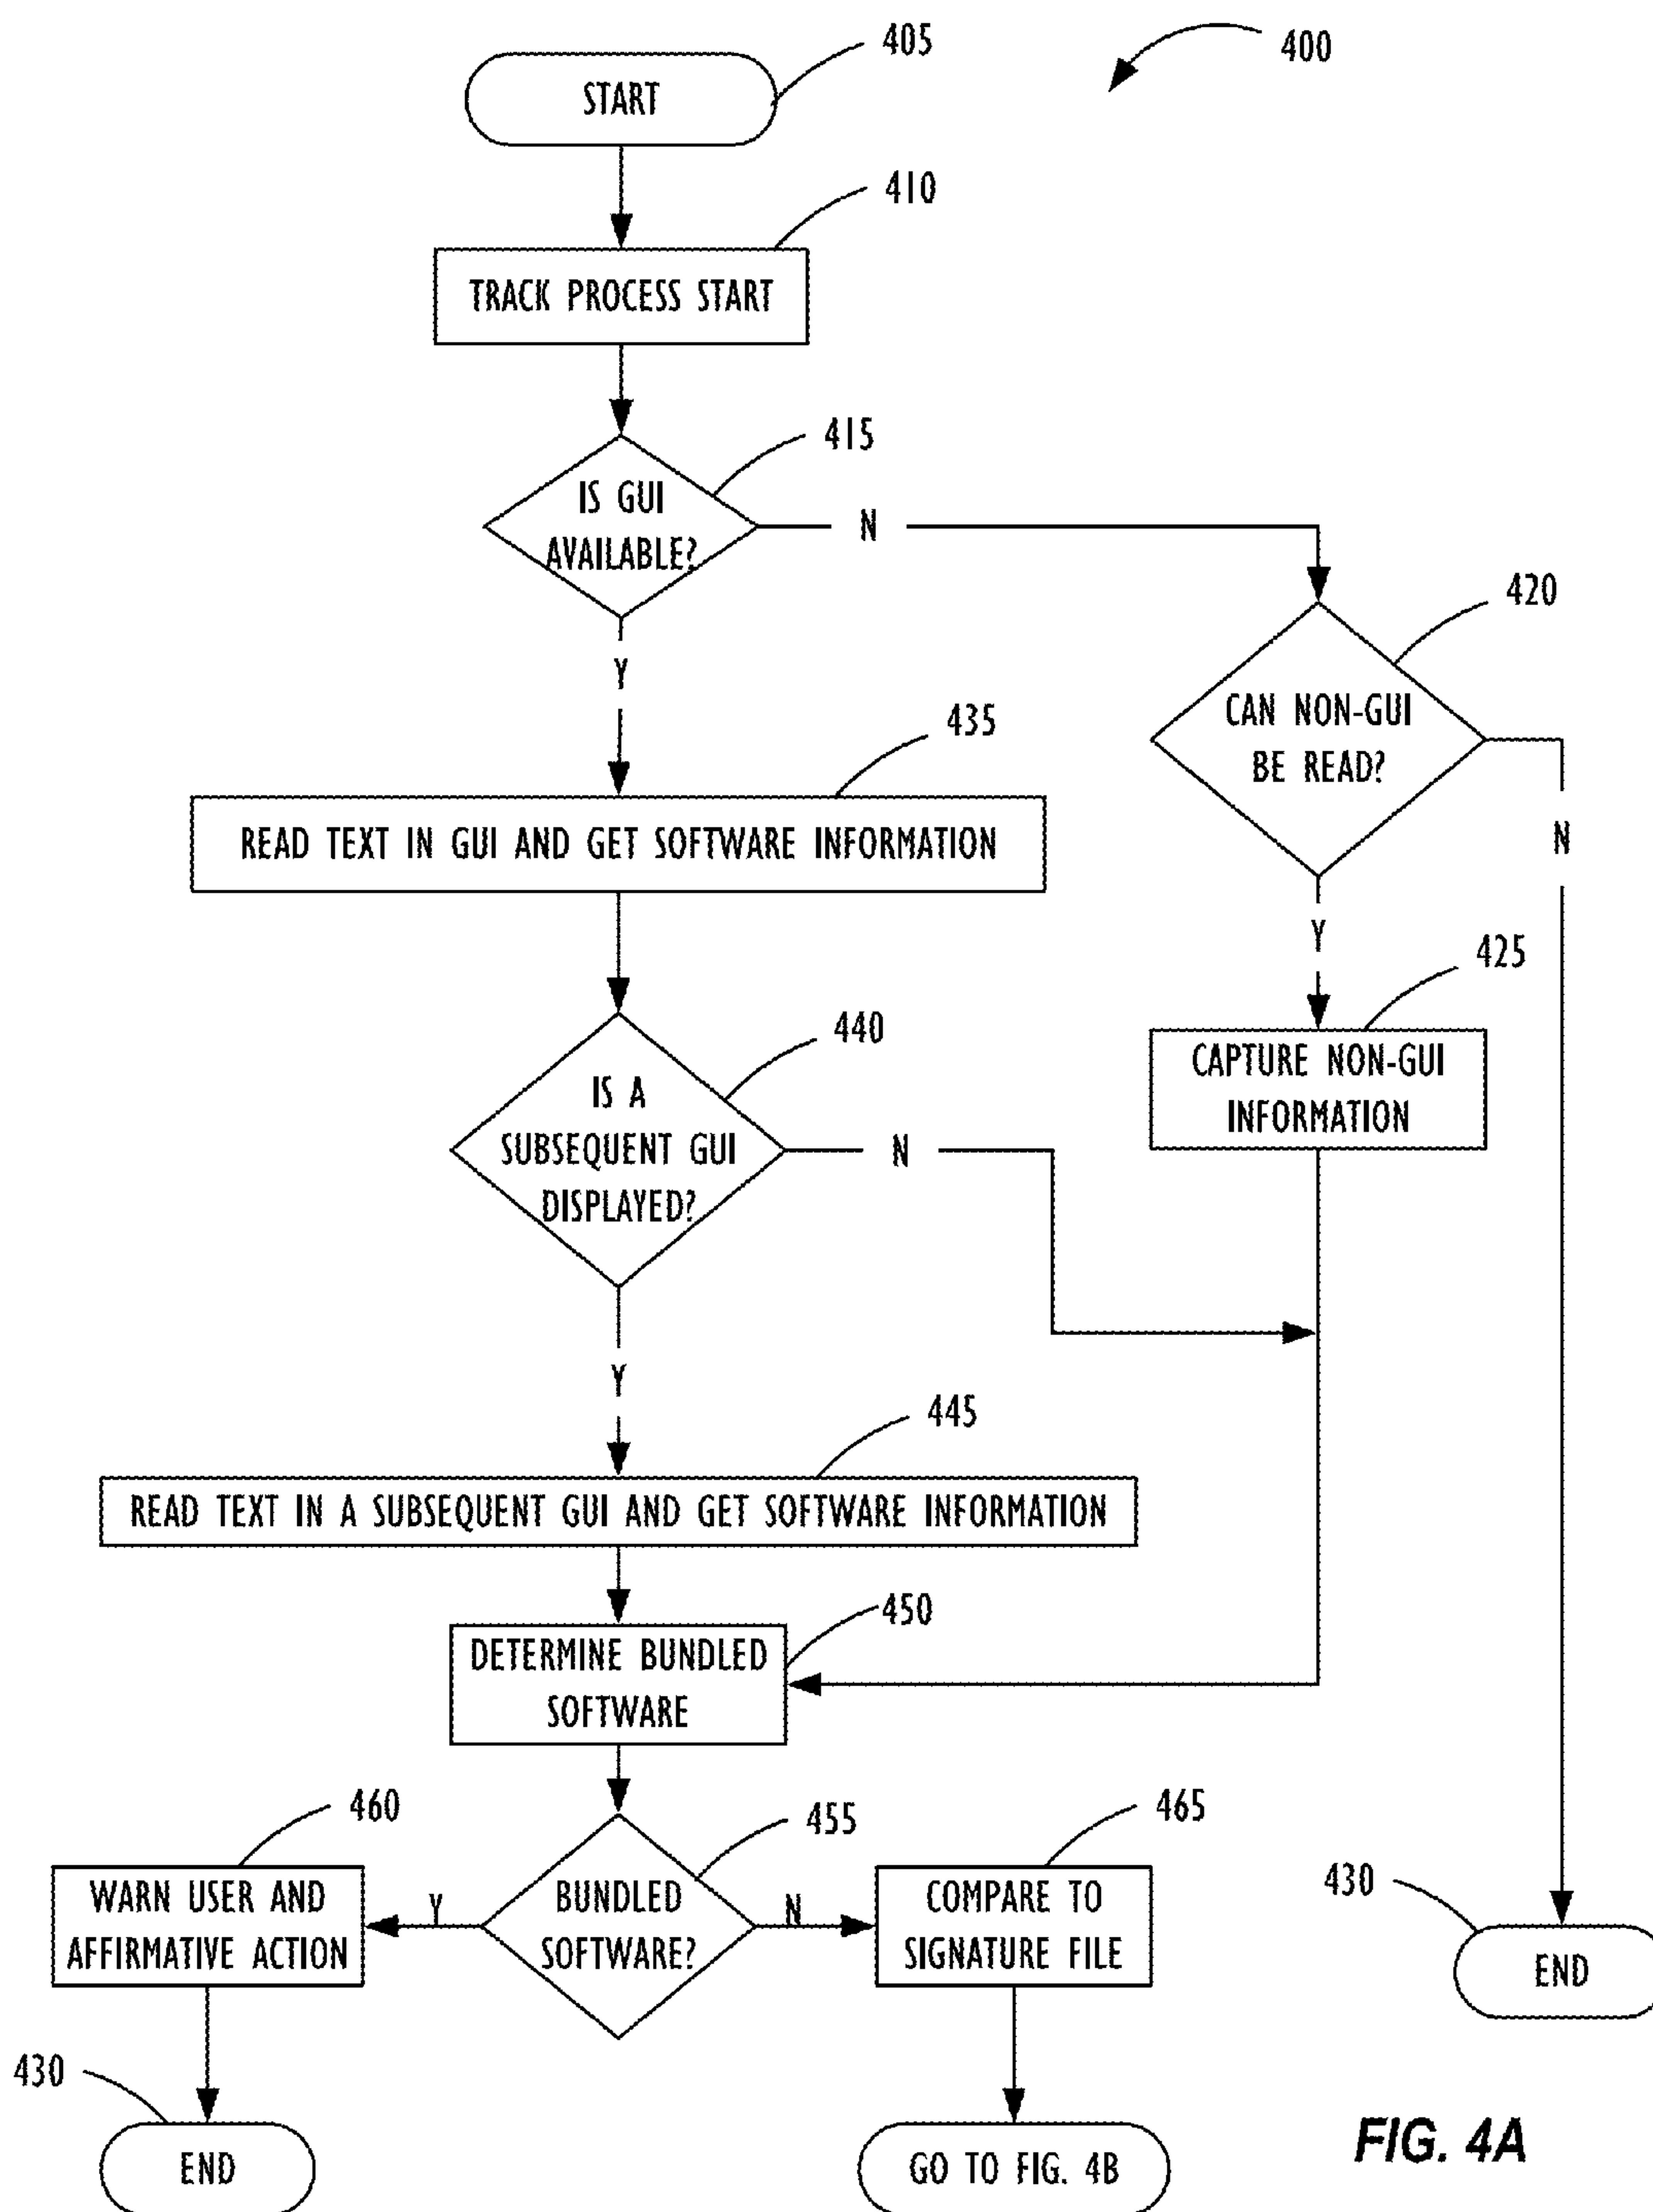 405
400
START
410
TRACK PROCESS START
415
IS GUI
AVAILABLE?
N
420
Y
CAN NON-GUI
BE READ?
435
N
READ TEXT IN GUI AND GET SOFTWARE INFORMATION
Y
425
440
CAPTURE NON-GUI
INFORMATION
IS A
SUBSEQUENT GUI
DISPLAYED?
N
Y
445
READ TEXT IN A SUBSEQUENT GUI AND GET SOFTWARE INFORMATION
450
DETERMINE BUNDLED
SOFTWARE
460
455
465
WARN USER AND
AFFIRMATIVE ACTION
Y
BUNDLED
SOFTWARE?
N
COMPARE TO
SIGNATURE FILE
430
END
430
END
GO TO FIG. 4B
FIG. 4A